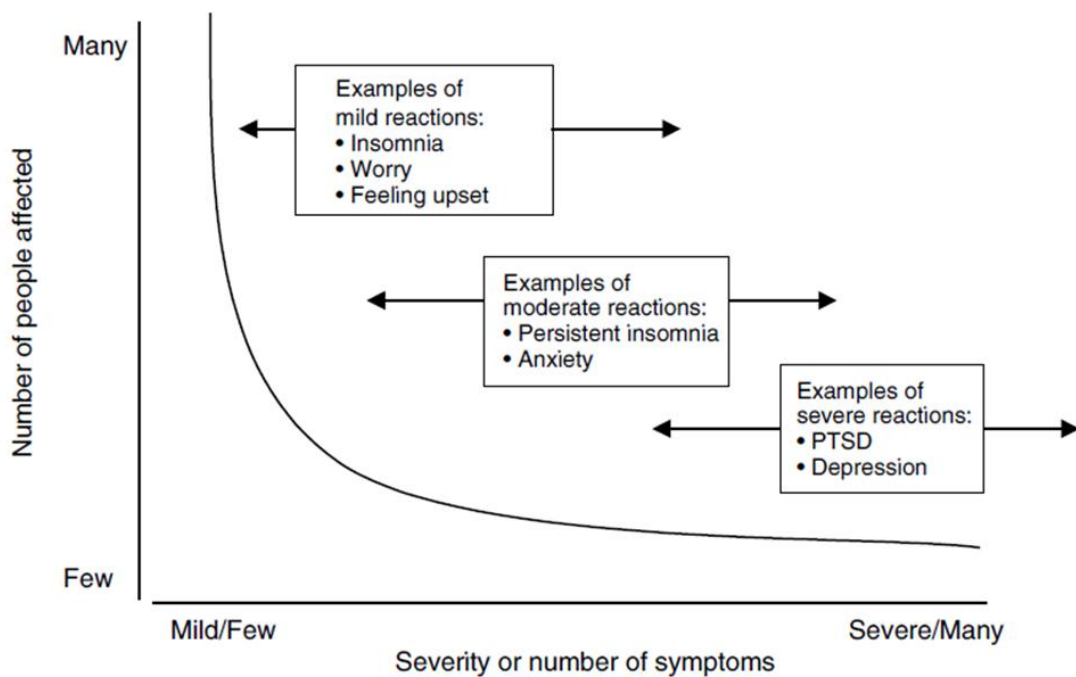 Many
Examples of
mild reactions:
• Insomnia
• Worry
• Feeling upset
Number of people affected
Examples of
moderate reactions:
• Persistent insomnia
• Anxiety
Examples of
severe reactions:
• PTSD
• Depression
Few
Mild/Few
Severe/Many
Severity or number of symptoms